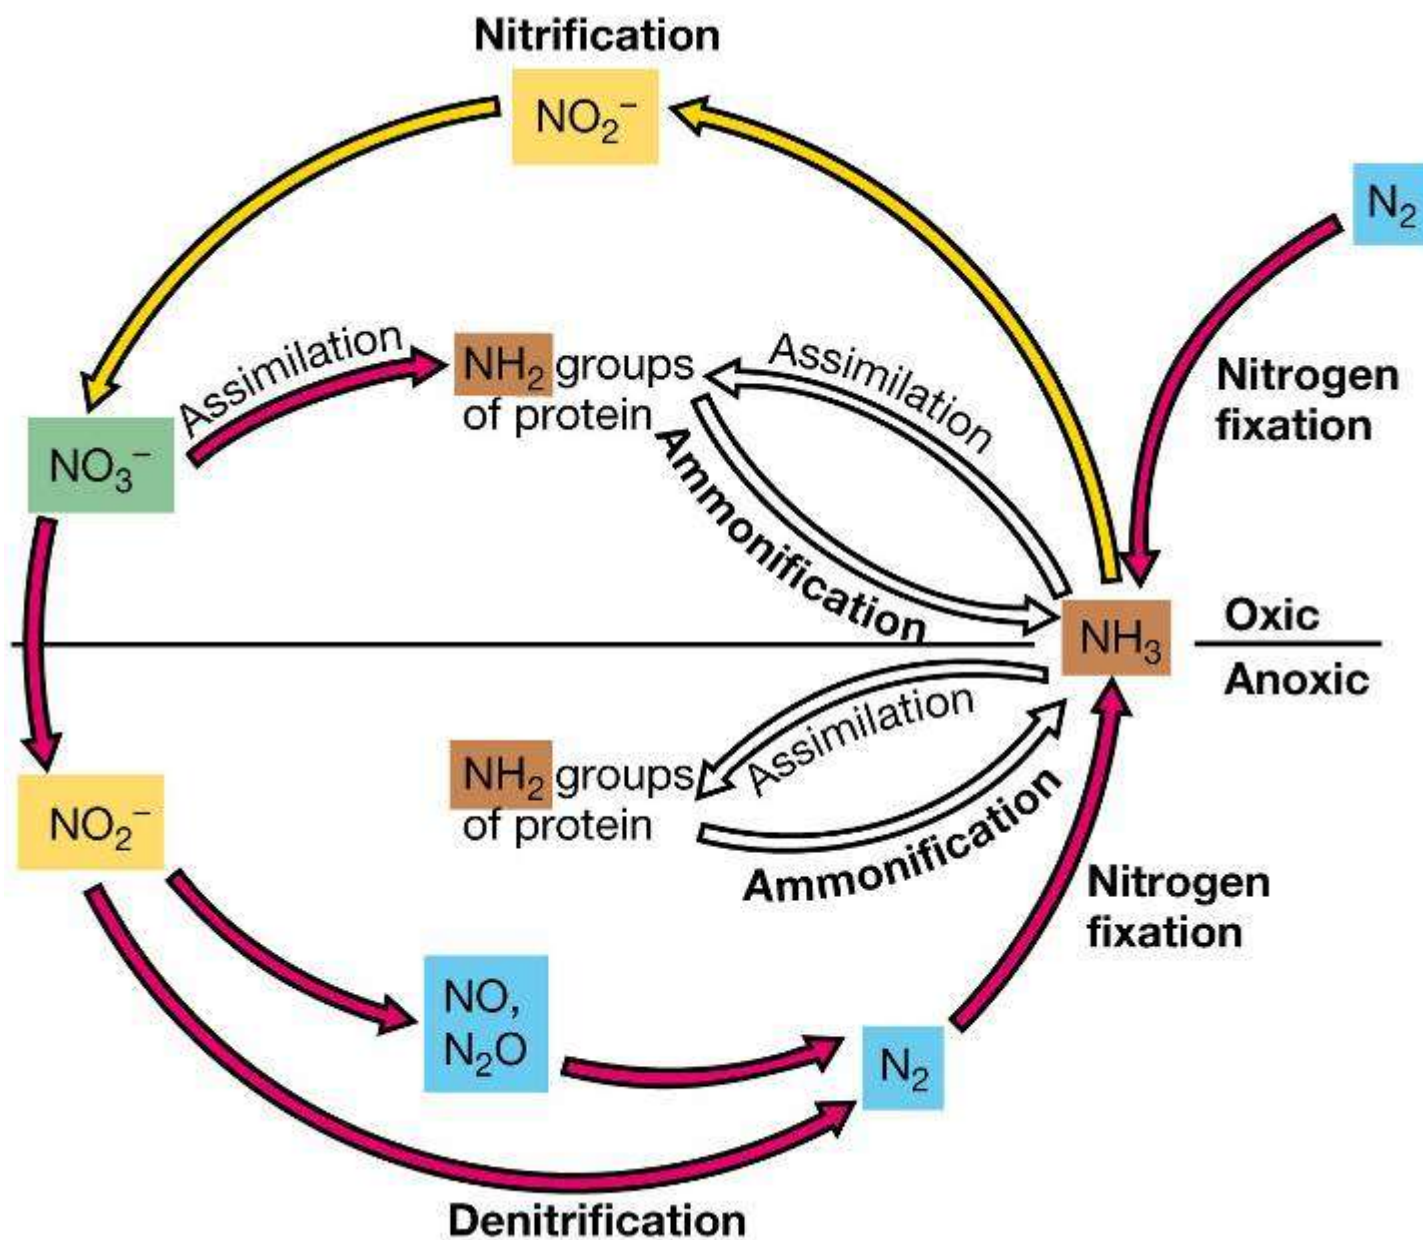 Nitrification
NO₂⁻
N₂
Assimilation
NH₂ groups
of protein
Assimilation
Nitrogen
fixation
NO₃⁻
Ammonification
NH₃
Oxic
Anoxic
Assimilation
NH₂ groups
of protein
Ammonification
NO₂⁻
Nitrogen
fixation
NO,
N₂O
N₂
Denitrification